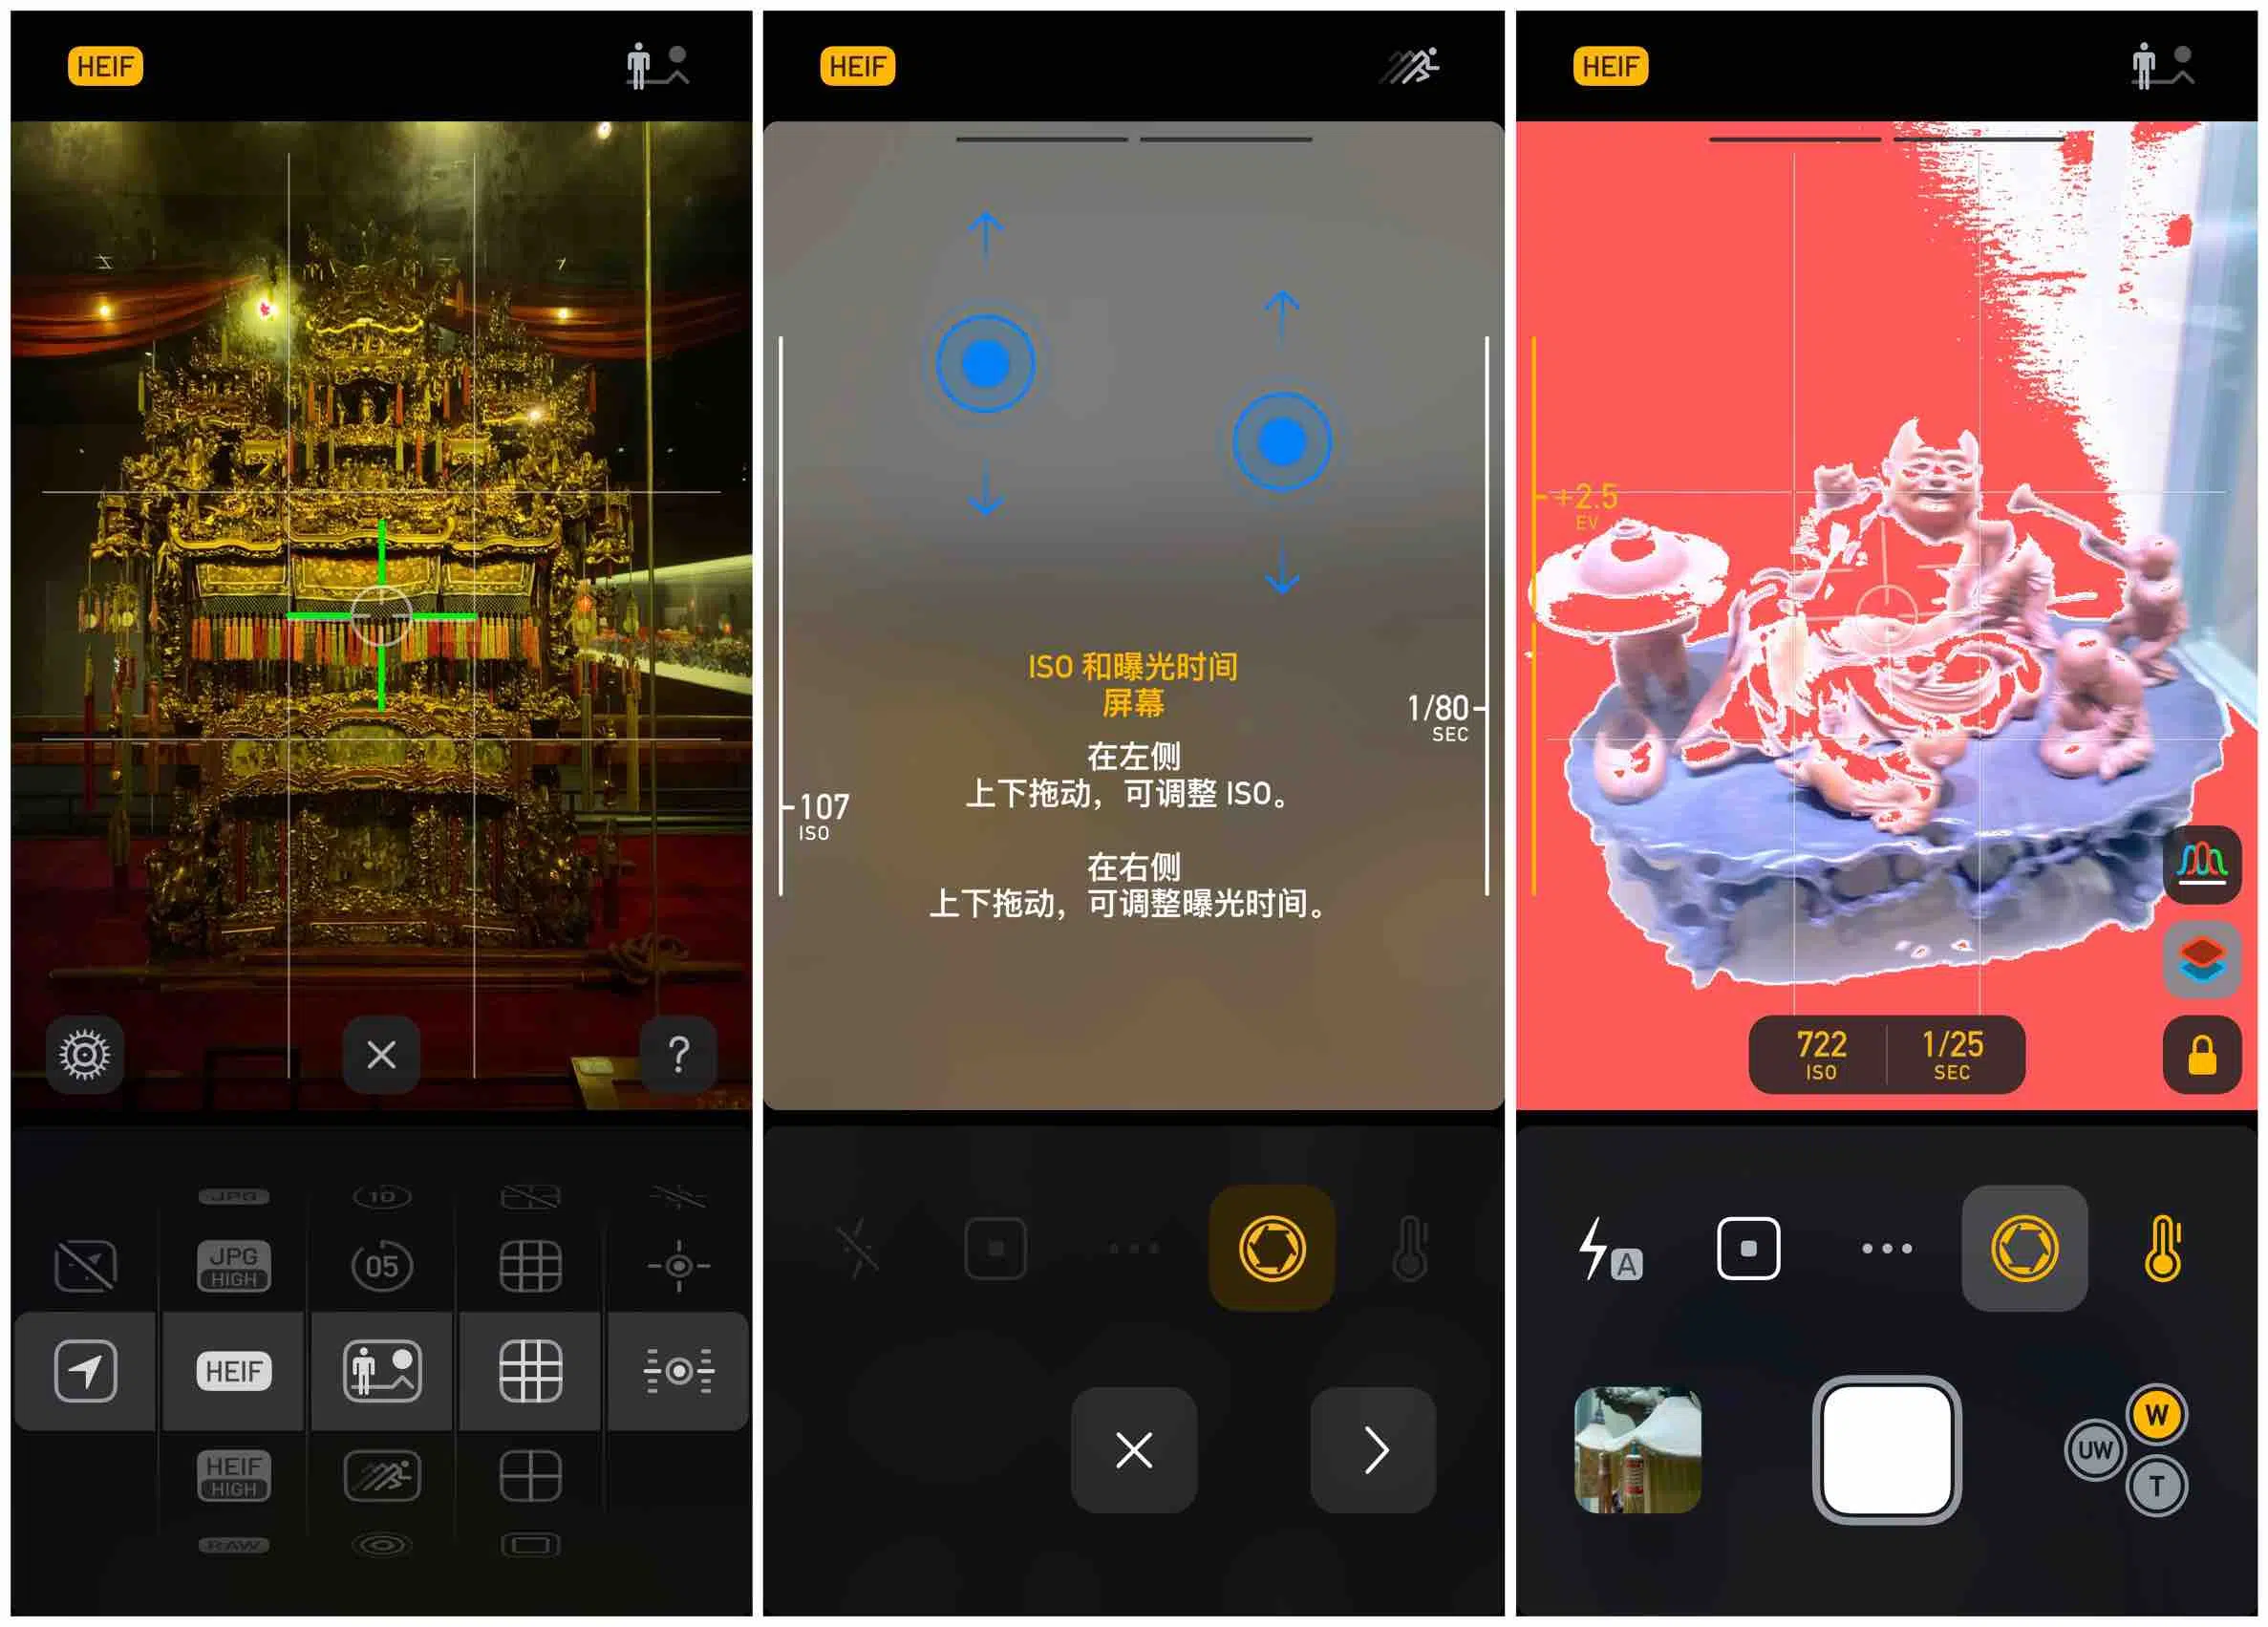 HEIF
JPG
10
JPG
HIGH
05
HEIF
HEIF
HIGH
RAW
HEIF
ISO 和曝光时间
屏幕
在左侧
上下拖动，可调整 ISO。
在右侧
上下拖动，可调整曝光时间。
107
ISO
1/80
SEC
HEIF
+2.5
EV
722
ISO
1/25
SEC
A
W
UW
T
?